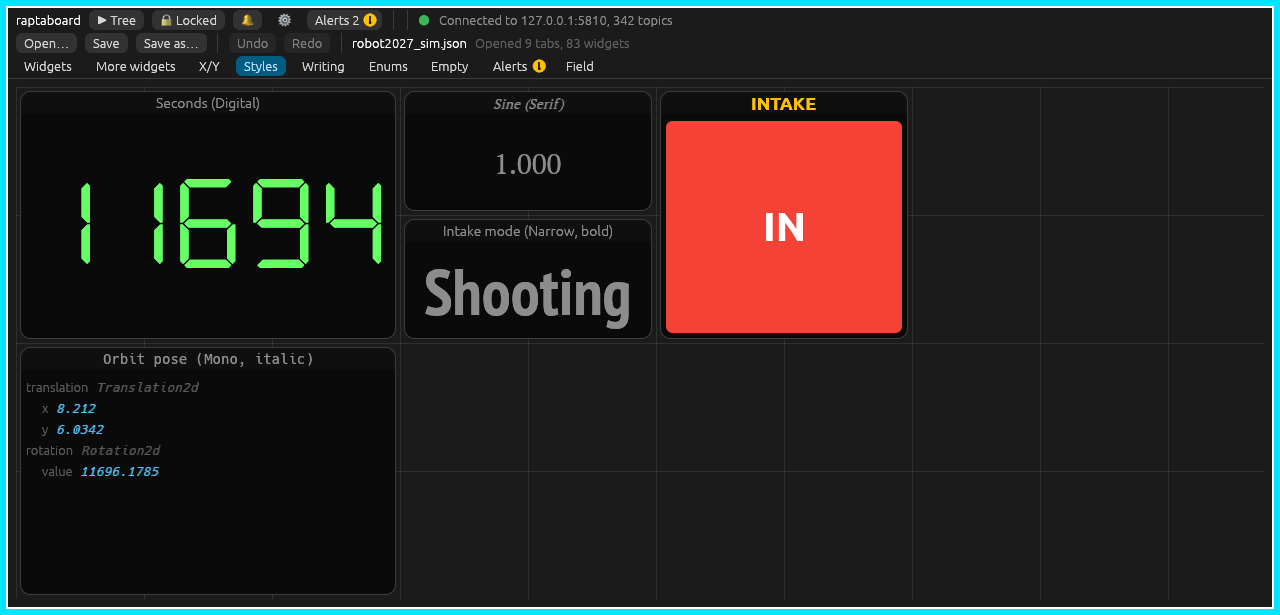 raptaboard ▶ Tree 🔒 Locked 🔔 ⚙ Alerts 2 Connected to 127.0.0.1:5810, 342 topics
Open… Save Save as… Undo Redo robot2027_sim.json Opened 9 tabs, 83 widgets
Widgets More widgets X/Y Styles Writing Enums Empty Alerts Field
Seconds (Digital)
11694
Sine (Serif)
1.000
Intake mode (Narrow, bold)
Shooting
INTAKE
IN
Orbit pose (Mono, italic)
translation Translation2d
x 8.212
y 6.0342
rotation Rotation2d
value 11696.1785